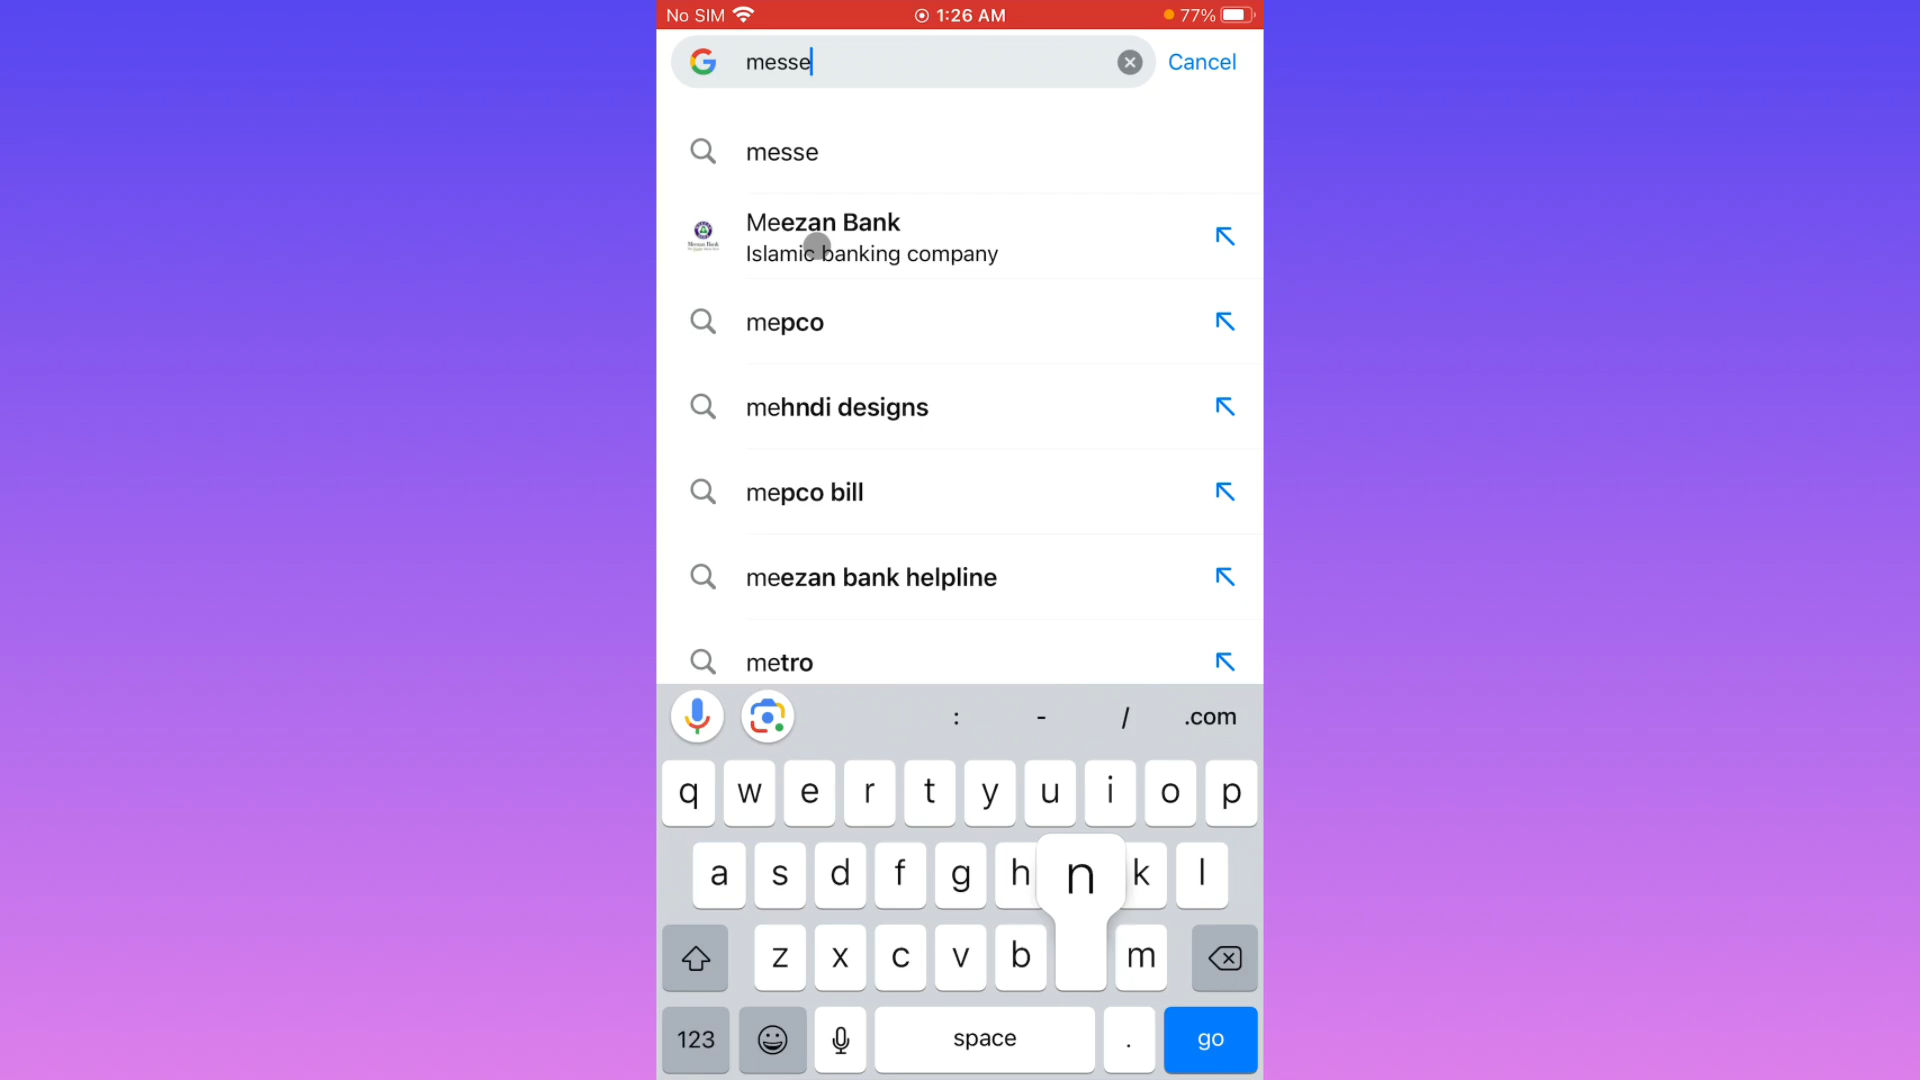 No SIM 1:26 AM 77%
messe Cancel
messe
Meezan Bank
Islamic banking company
mepco
mehndi designs
mepco bill
meezan bank helpline
metro
: - / .com
q w e r t y u i o p
a s d f g h n k l
z x c v b m
123 space . go